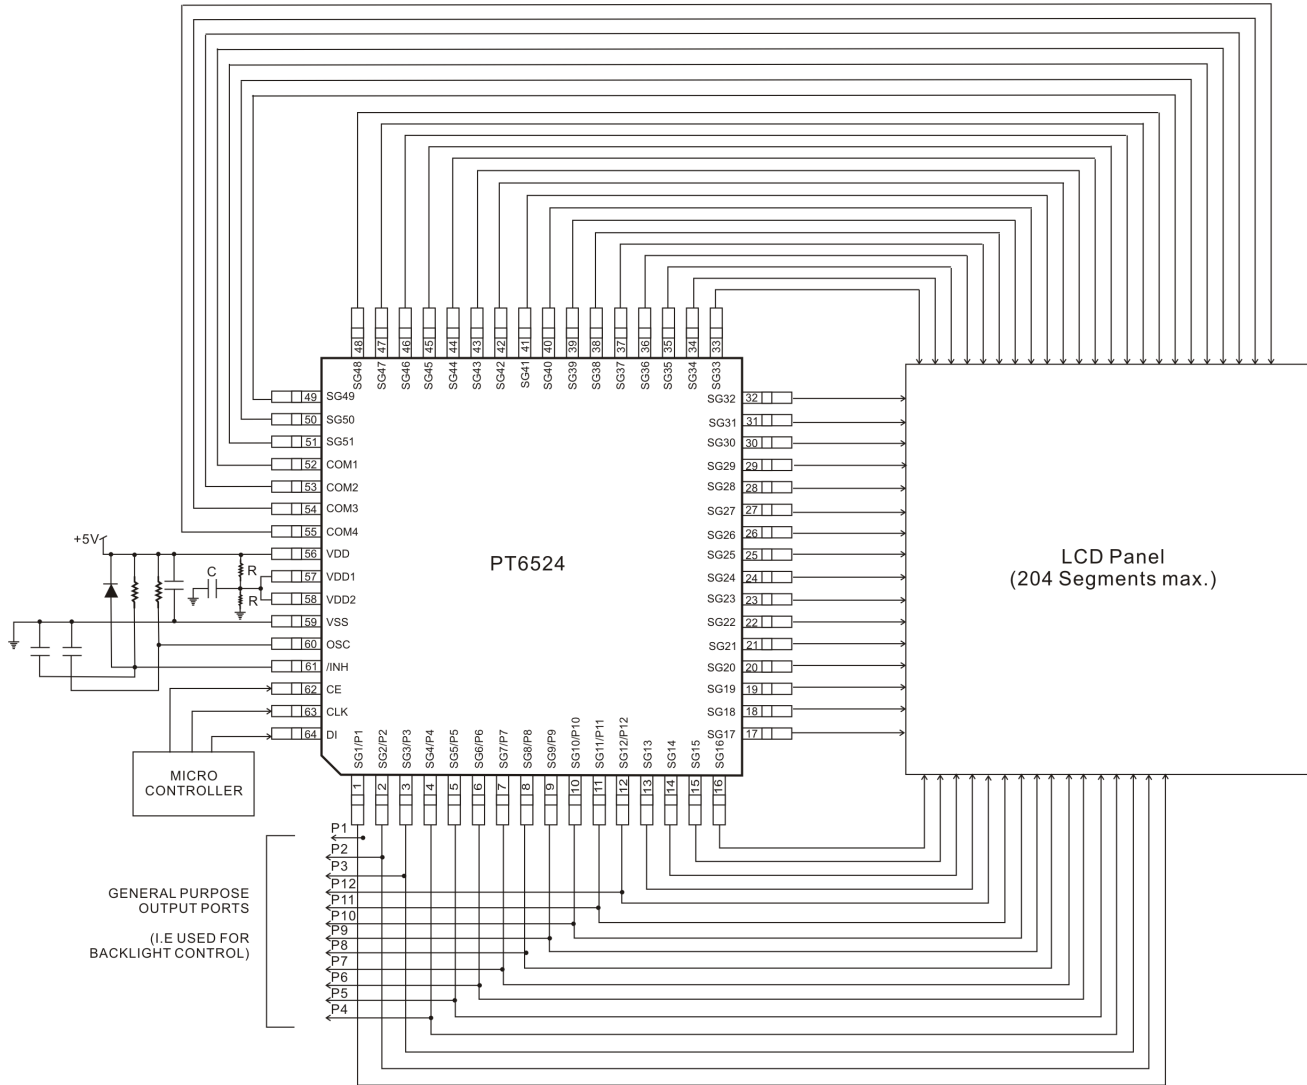 48 47 46 45 44 43 42 41 40 39 38 37 36 35 34 33
SG48 SG47 SG46 SG45 SG44 SG43 SG42 SG41 SG40 SG39 SG38 SG37 SG36 SG35 SG34 SG33
49 SG49
50 SG50
51 SG51
52 COM1
53 COM2
54 COM3
55 COM4
56 VDD
57 VDD1
58 VDD2
59 VSS
60 OSC
61 /INH
62 CE
63 CLK
64 DI
+5V
C
R
R
PT6524
SG32 32
SG31 31
SG30 30
SG29 29
SG28 28
SG27 27
SG26 26
SG25 25
SG24 24
SG23 23
SG22 22
SG21 21
SG20 20
SG19 19
SG18 18
SG17 17
LCD Panel
(204 Segments max.)
MICRO
CONTROLLER
SG1/P1 SG2/P2 SG3/P3 SG4/P4 SG5/P5 SG6/P6 SG7/P7 SG8/P8 SG9/P9 SG10/P10 SG11/P11 SG12/P12 SG13 SG14 SG15 SG16
1 2 3 4 5 6 7 8 9 10 11 12 13 14 15 16
P1
P2
P3
P12
P11
P10
P9
P8
P7
P6
P5
P4
GENERAL PURPOSE
OUTPUT PORTS
(I.E USED FOR
BACKLIGHT CONTROL)